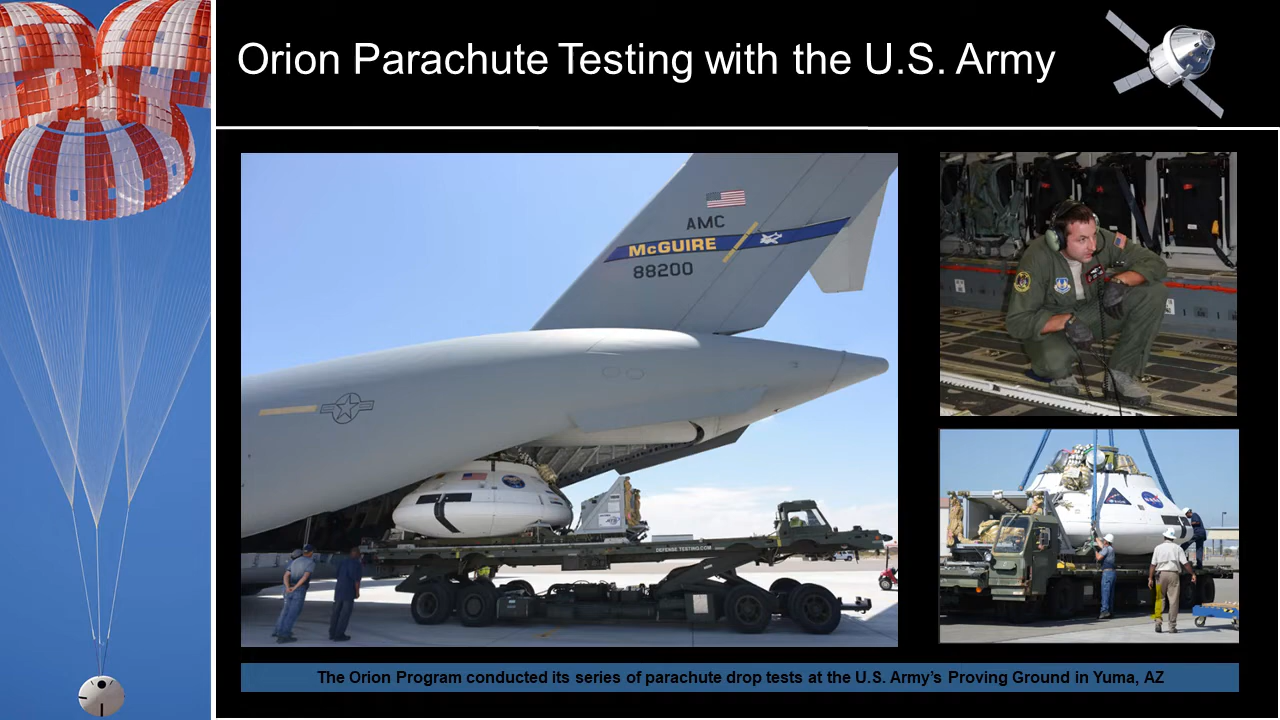 Orion Parachute Testing with the U.S. Army
AMC
McGUIRE
88200
DEFENSE TESTING.COM
NASA
The Orion Program conducted its series of parachute drop tests at the U.S. Army’s Proving Ground in Yuma, AZ